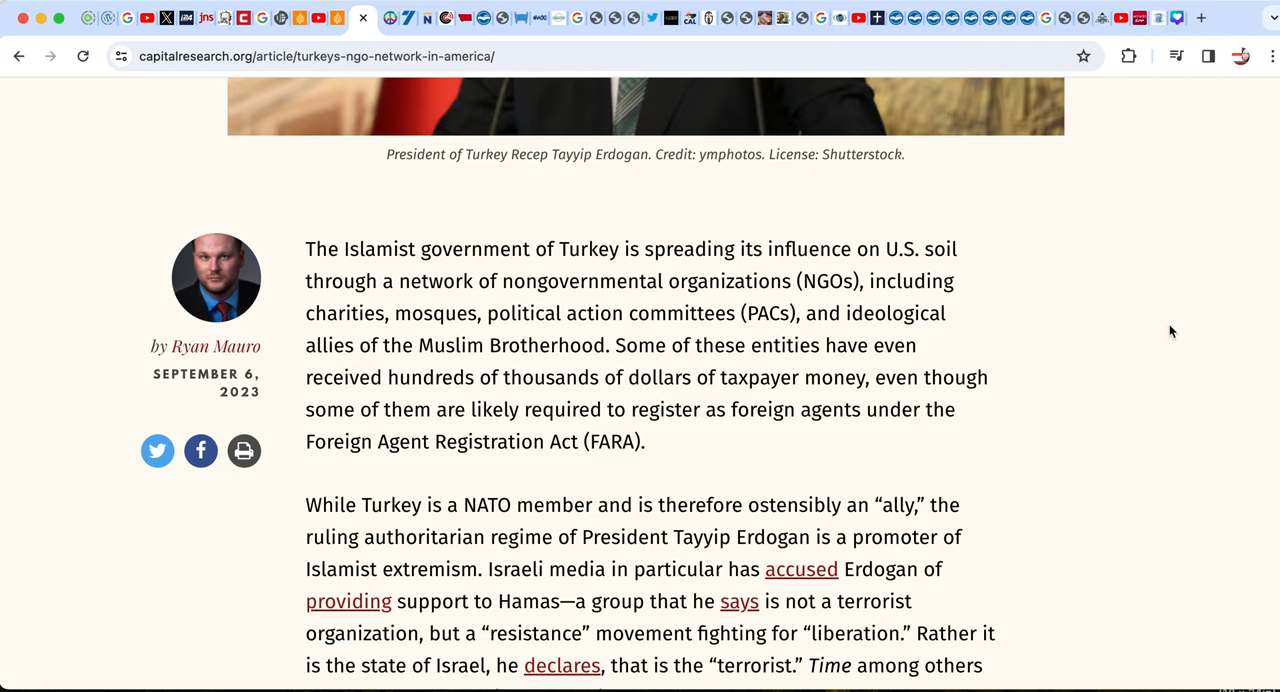 capitalresearch.org/article/turkeys-ngo-network-in-america/
President of Turkey Recep Tayyip Erdogan. Credit: ymphotos. License: Shutterstock.
by Ryan Mauro
SEPTEMBER 6,
2023
The Islamist government of Turkey is spreading its influence on U.S. soil
through a network of nongovernmental organizations (NGOs), including
charities, mosques, political action committees (PACs), and ideological
allies of the Muslim Brotherhood. Some of these entities have even
received hundreds of thousands of dollars of taxpayer money, even though
some of them are likely required to register as foreign agents under the
Foreign Agent Registration Act (FARA).
While Turkey is a NATO member and is therefore ostensibly an “ally,” the
ruling authoritarian regime of President Tayyip Erdogan is a promoter of
Islamist extremism. Israeli media in particular has accused Erdogan of
providing support to Hamas—a group that he says is not a terrorist
organization, but a “resistance” movement fighting for “liberation.” Rather it
is the state of Israel, he declares, that is the “terrorist.” Time among others